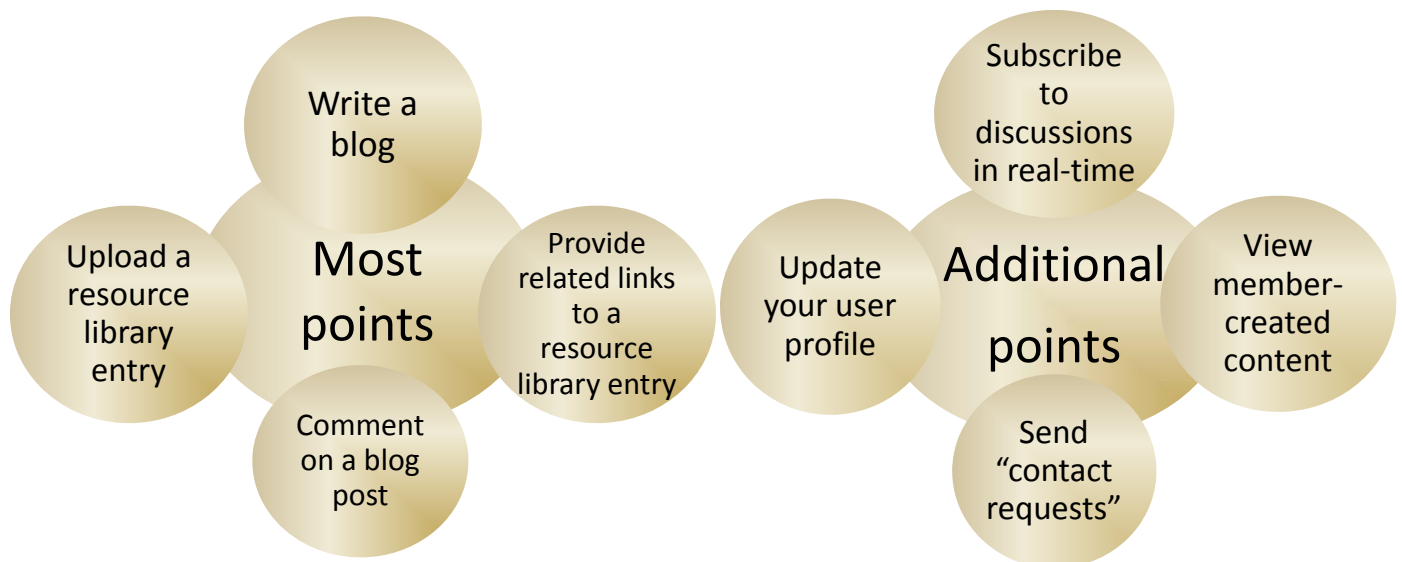 Write a
blog
Upload a
resource
library
entry
Most
points
Provide
related links
to a
resource
library entry
Comment
on a blog
post
Subscribe
to
discussions
in real-time
Update
your user
profile
Additional
points
View
member-
created
content
Send
“contact
requests”